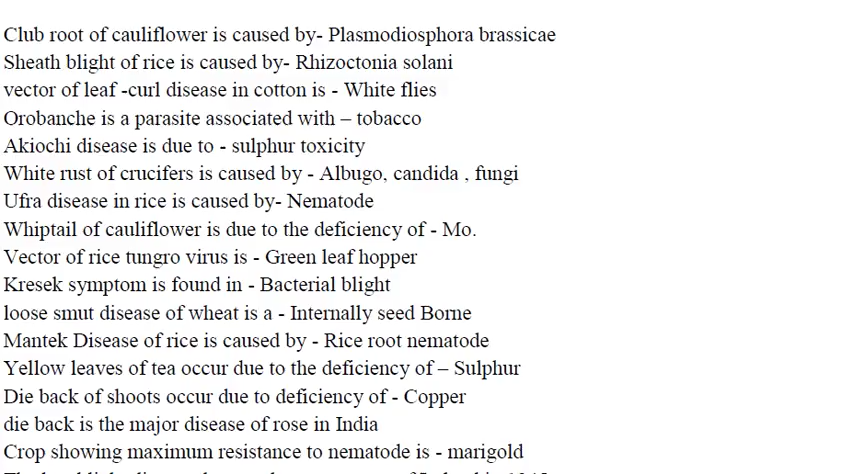 Club root of cauliflower is caused by- Plasmodiosphora brassicae
Sheath blight of rice is caused by- Rhizoctonia solani
vector of leaf -curl disease in cotton is - White flies
Orobanche is a parasite associated with – tobacco
Akiochi disease is due to - sulphur toxicity
White rust of crucifers is caused by - Albugo, candida , fungi
Ufra disease in rice is caused by- Nematode
Whiptail of cauliflower is due to the deficiency of - Mo.
Vector of rice tungro virus is - Green leaf hopper
Kresek symptom is found in - Bacterial blight
loose smut disease of wheat is a - Internally seed Borne
Mantek Disease of rice is caused by - Rice root nematode
Yellow leaves of tea occur due to the deficiency of – Sulphur
Die back of shoots occur due to deficiency of - Copper
die back is the major disease of rose in India
Crop showing maximum resistance to nematode is - marigold